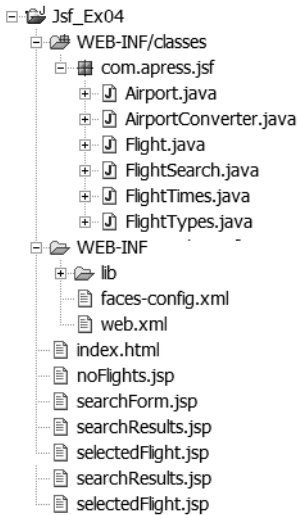 Jsf_Ex04
WEB-INF/classes
com.apress.jsf
Airport.java
AirportConverter.java
Flight.java
FlightSearch.java
FlightTimes.java
FlightTypes.java
WEB-INF
lib
faces-config.xml
web.xml
index.html
noFlights.jsp
searchForm.jsp
searchResults.jsp
selectedFlight.jsp
searchResults.jsp
selectedFlight.jsp